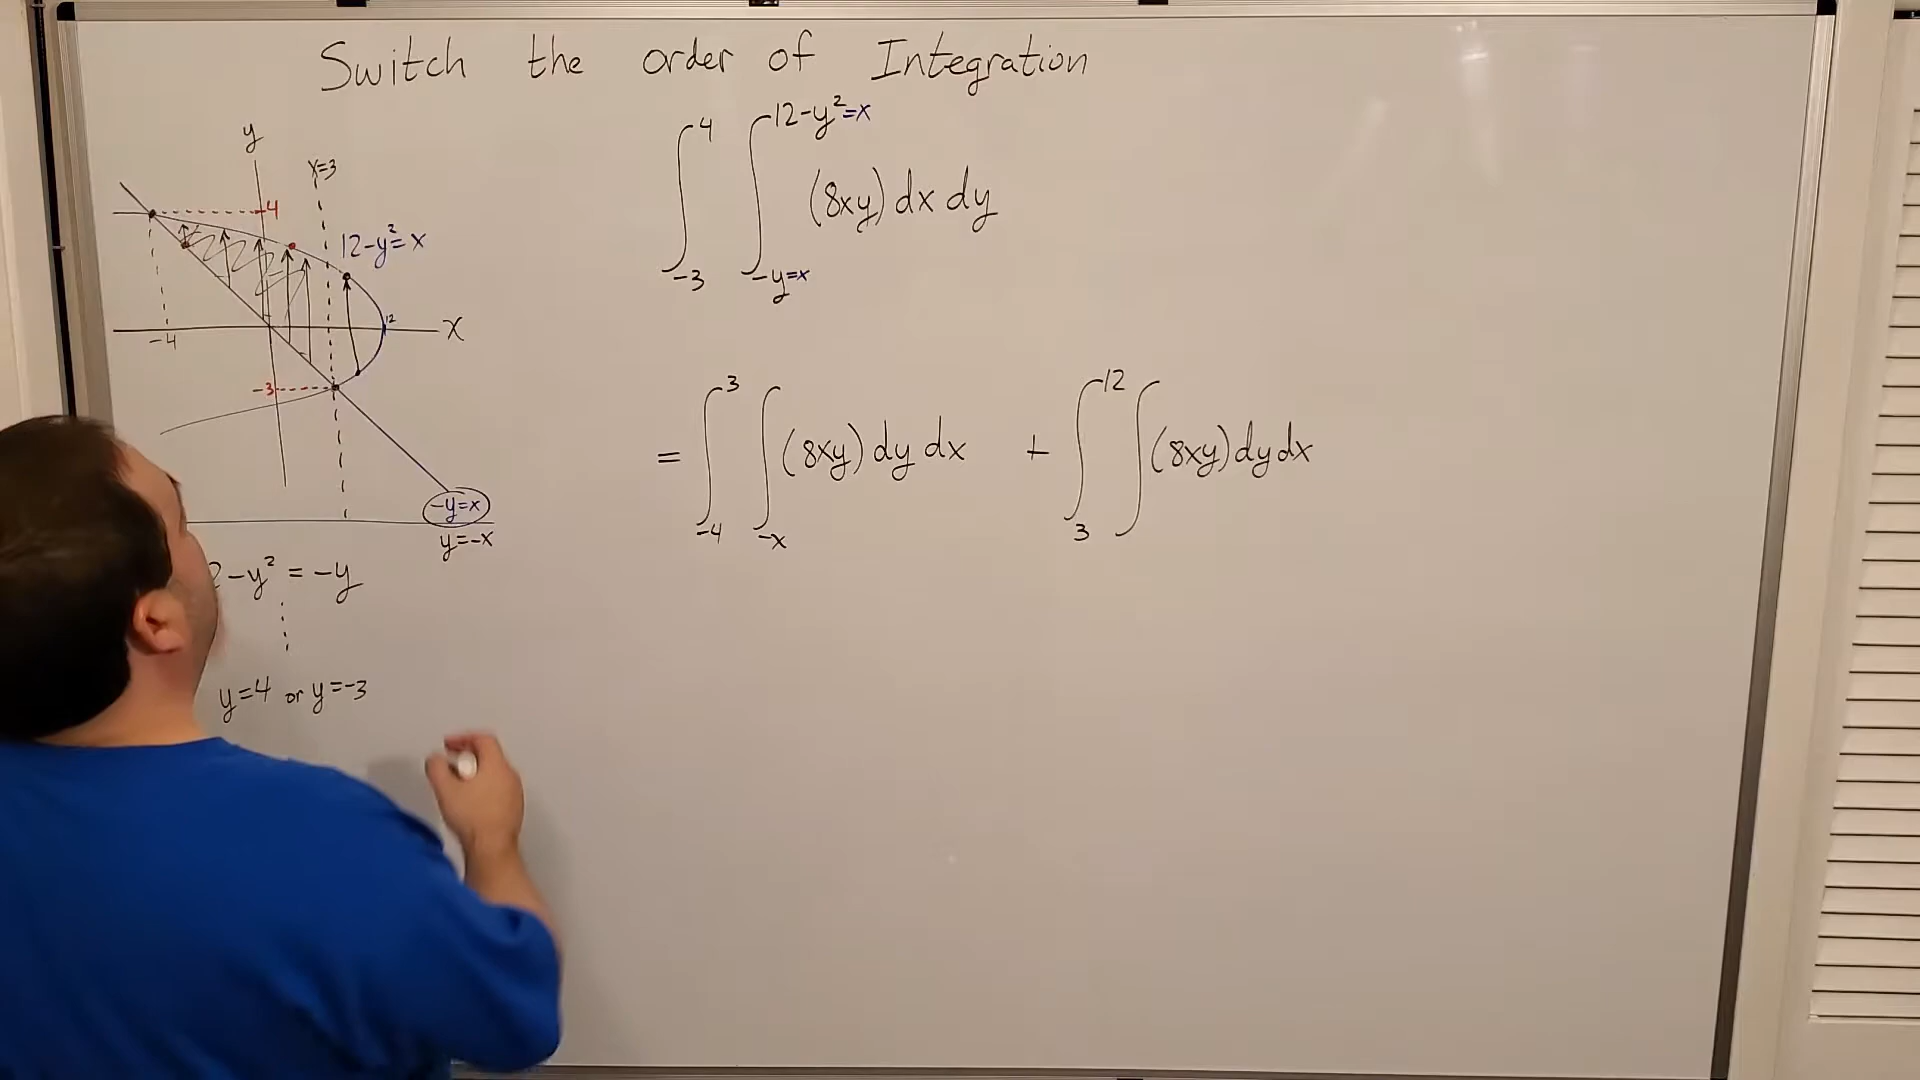 Switch the order of Integration
y
x=3
4
12-y²=x
-4
12
x
-3
-y=x
y=-x
2-y² = -y
y=4 or y=-3
∫_{-3}^{4} ∫_{-y=x}^{12-y²=x} (8xy) dx dy
= ∫_{-4}^{3} ∫_{-x} (8xy) dy dx + ∫_{3}^{12} ∫ (8xy) dy dx